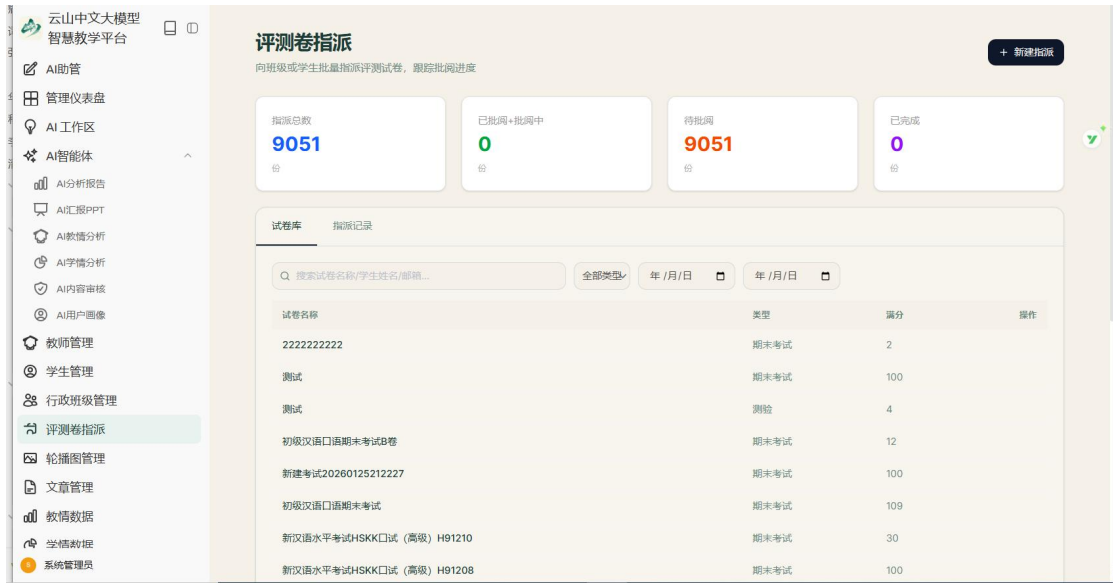 云山中文大模型
智慧教学平台
AI助管
管理仪表盘
AI 工作区
AI智能体
AI分析报告
AI汇报PPT
AI教情分析
AI学情分析
AI内容审核
AI用户画像
教师管理
学生管理
行政班级管理
评测卷指派
轮播图管理
文章管理
教情数据
学情数据
系统管理员
评测卷指派
向班级或学生批量指派评测试卷，跟踪批阅进度
+ 新建指派
指派总数
9051
份
已批阅+批阅中
0
份
待批阅
9051
份
已完成
0
份
试卷库 指派记录
搜索试卷名称/学生姓名/邮箱... 全部类型 年 /月/日 年 /月/日
试卷名称 类型 满分 操作
2222222222 期末考试 2
测试 期末考试 100
测试 测验 4
初级汉语口语期末考试B卷 期末考试 12
新建考试20260125212227 期末考试 100
初级汉语口语期末考试 期末考试 109
新汉语水平考试HSKK口试（高级）H91210 期末考试 30
新汉语水平考试HSKK口试（高级）H91208 期末考试 100